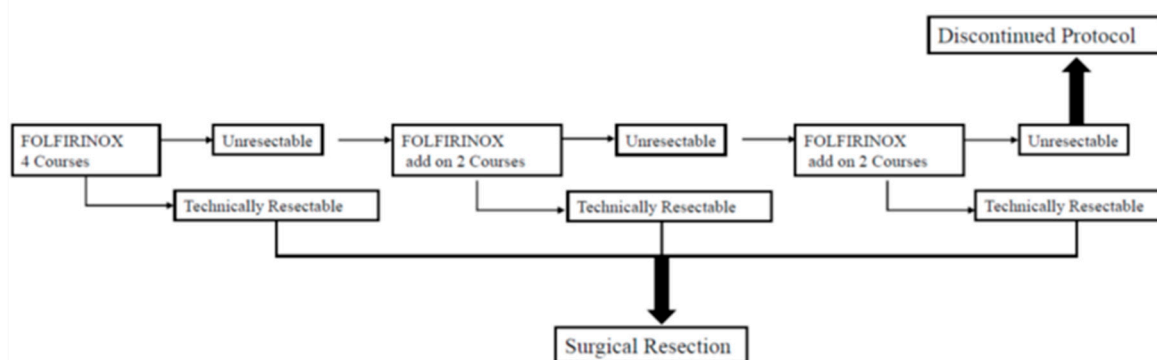 Discontinued Protocol
FOLFIRINOX
4 Courses
Unresectable
FOLFIRINOX
add on 2 Courses
Unresectable
FOLFIRINOX
add on 2 Courses
Unresectable
Technically Resectable
Technically Resectable
Technically Resectable
Surgical Resection